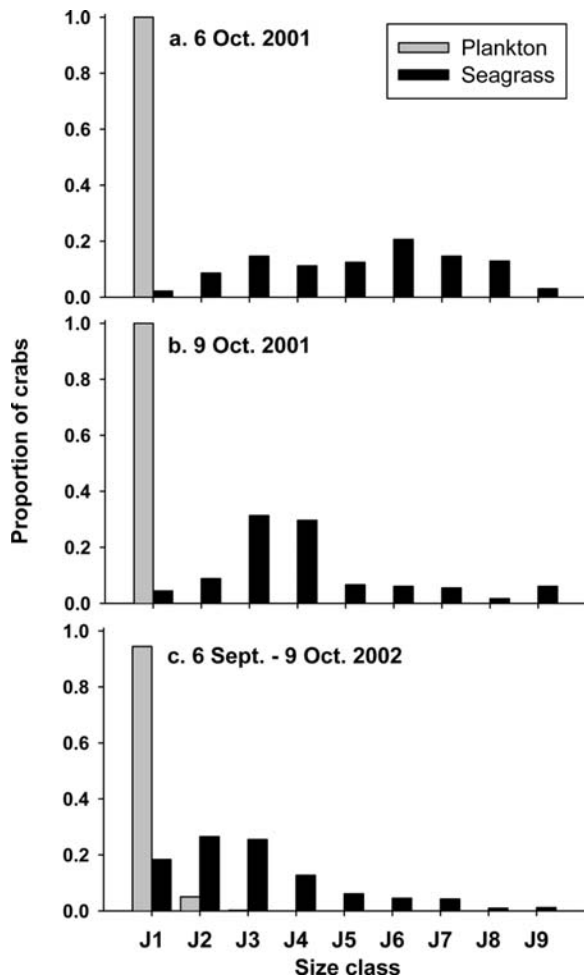 a. 6 Oct. 2001
Plankton
Seagrass
1.0
0.8
0.6
0.4
0.2
0.0
b. 9 Oct. 2001
1.0
0.8
0.6
0.4
0.2
0.0
c. 6 Sept. - 9 Oct. 2002
1.0
0.8
0.6
0.4
0.2
0.0
Proportion of crabs
J1 J2 J3 J4 J5 J6 J7 J8 J9
Size class